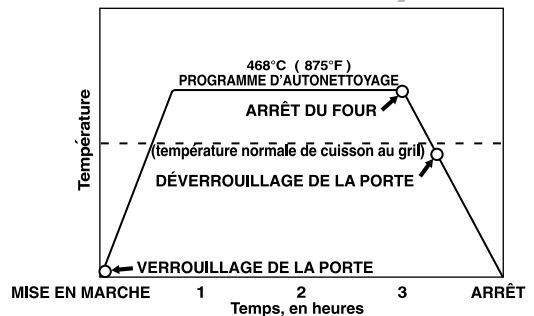 468°C ( 875°F )
PROGRAMME D'AUTONETTOYAGE
ARRÊT DU FOUR
Température
(température normale de cuisson au gril)
DÉVERROUILLAGE DE LA PORTE
VERROUILLAGE DE LA PORTE
MISE EN MARCHE 1 2 3 ARRÊT
Temps, en heures